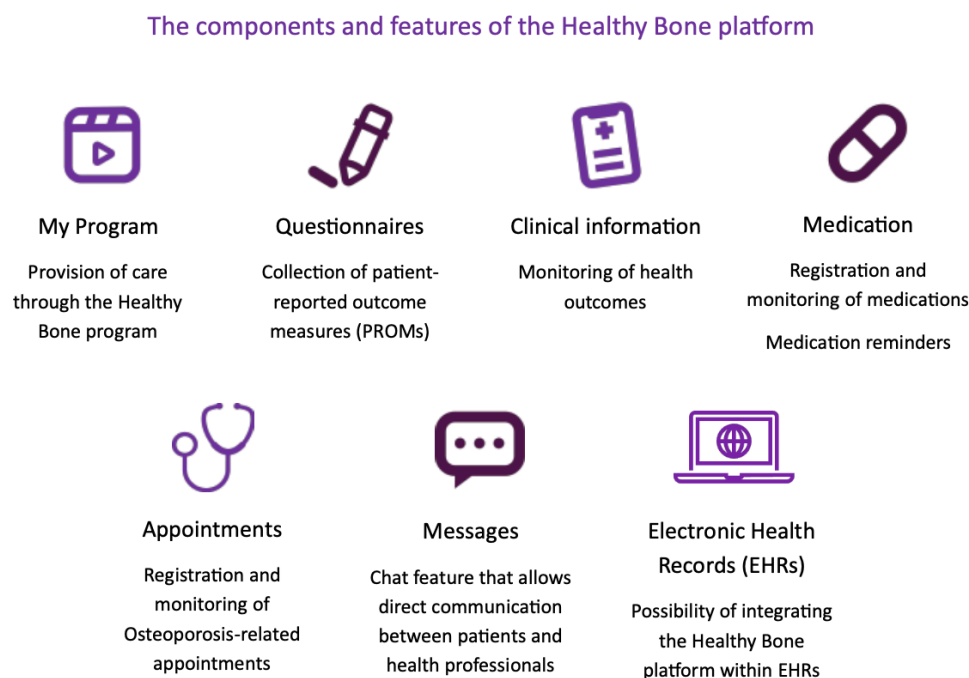 The components and features of the Healthy Bone platform
My Program
Provision of care
through the Healthy
Bone program
Questionnaires
Collection of patient-
reported outcome
measures (PROMs)
Clinical information
Monitoring of health
outcomes
Medication
Registration and
monitoring of medications
Medication reminders
Appointments
Registration and
monitoring of
Osteoporosis-related
appointments
Messages
Chat feature that allows
direct communication
between patients and
health professionals
Electronic Health
Records (EHRs)
Possibility of integrating
the Healthy Bone
platform within EHRs